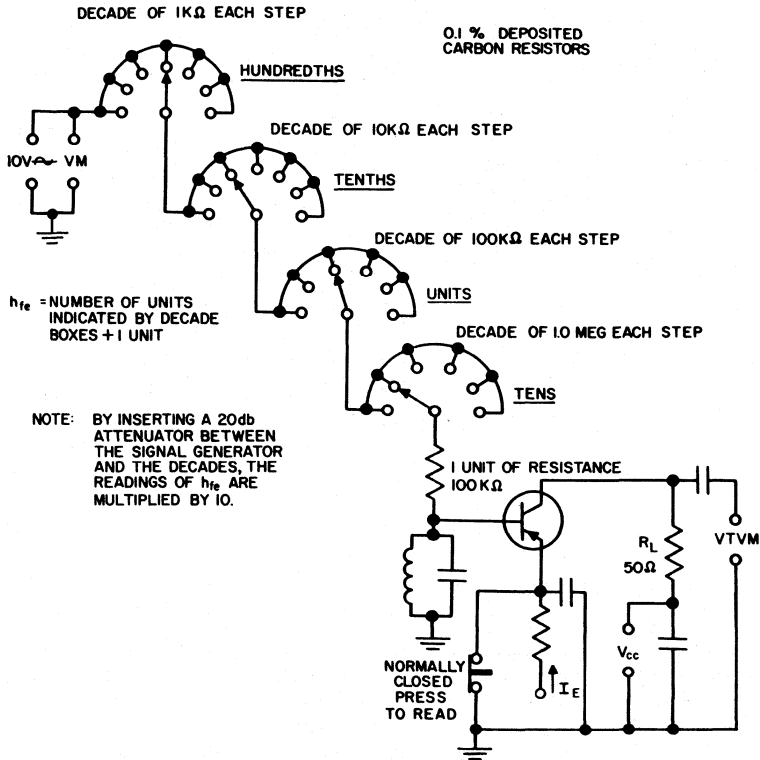 DECADE OF 1KΩ EACH STEP
0.1 % DEPOSITED
CARBON RESISTORS
HUNDREDTHS
10V VM
DECADE OF 10KΩ EACH STEP
TENTHS
DECADE OF 100KΩ EACH STEP
UNITS
hfe = NUMBER OF UNITS
INDICATED BY DECADE
BOXES + 1 UNIT
DECADE OF 1.0 MEG EACH STEP
TENS
NOTE: BY INSERTING A 20db
ATTENUATOR BETWEEN
THE SIGNAL GENERATOR
AND THE DECADES, THE
READINGS OF hfe ARE
MULTIPLIED BY 10.
1 UNIT OF RESISTANCE
100KΩ
VTVM
RL
50Ω
VCC
NORMALLY
CLOSED
PRESS
TO READ
IE